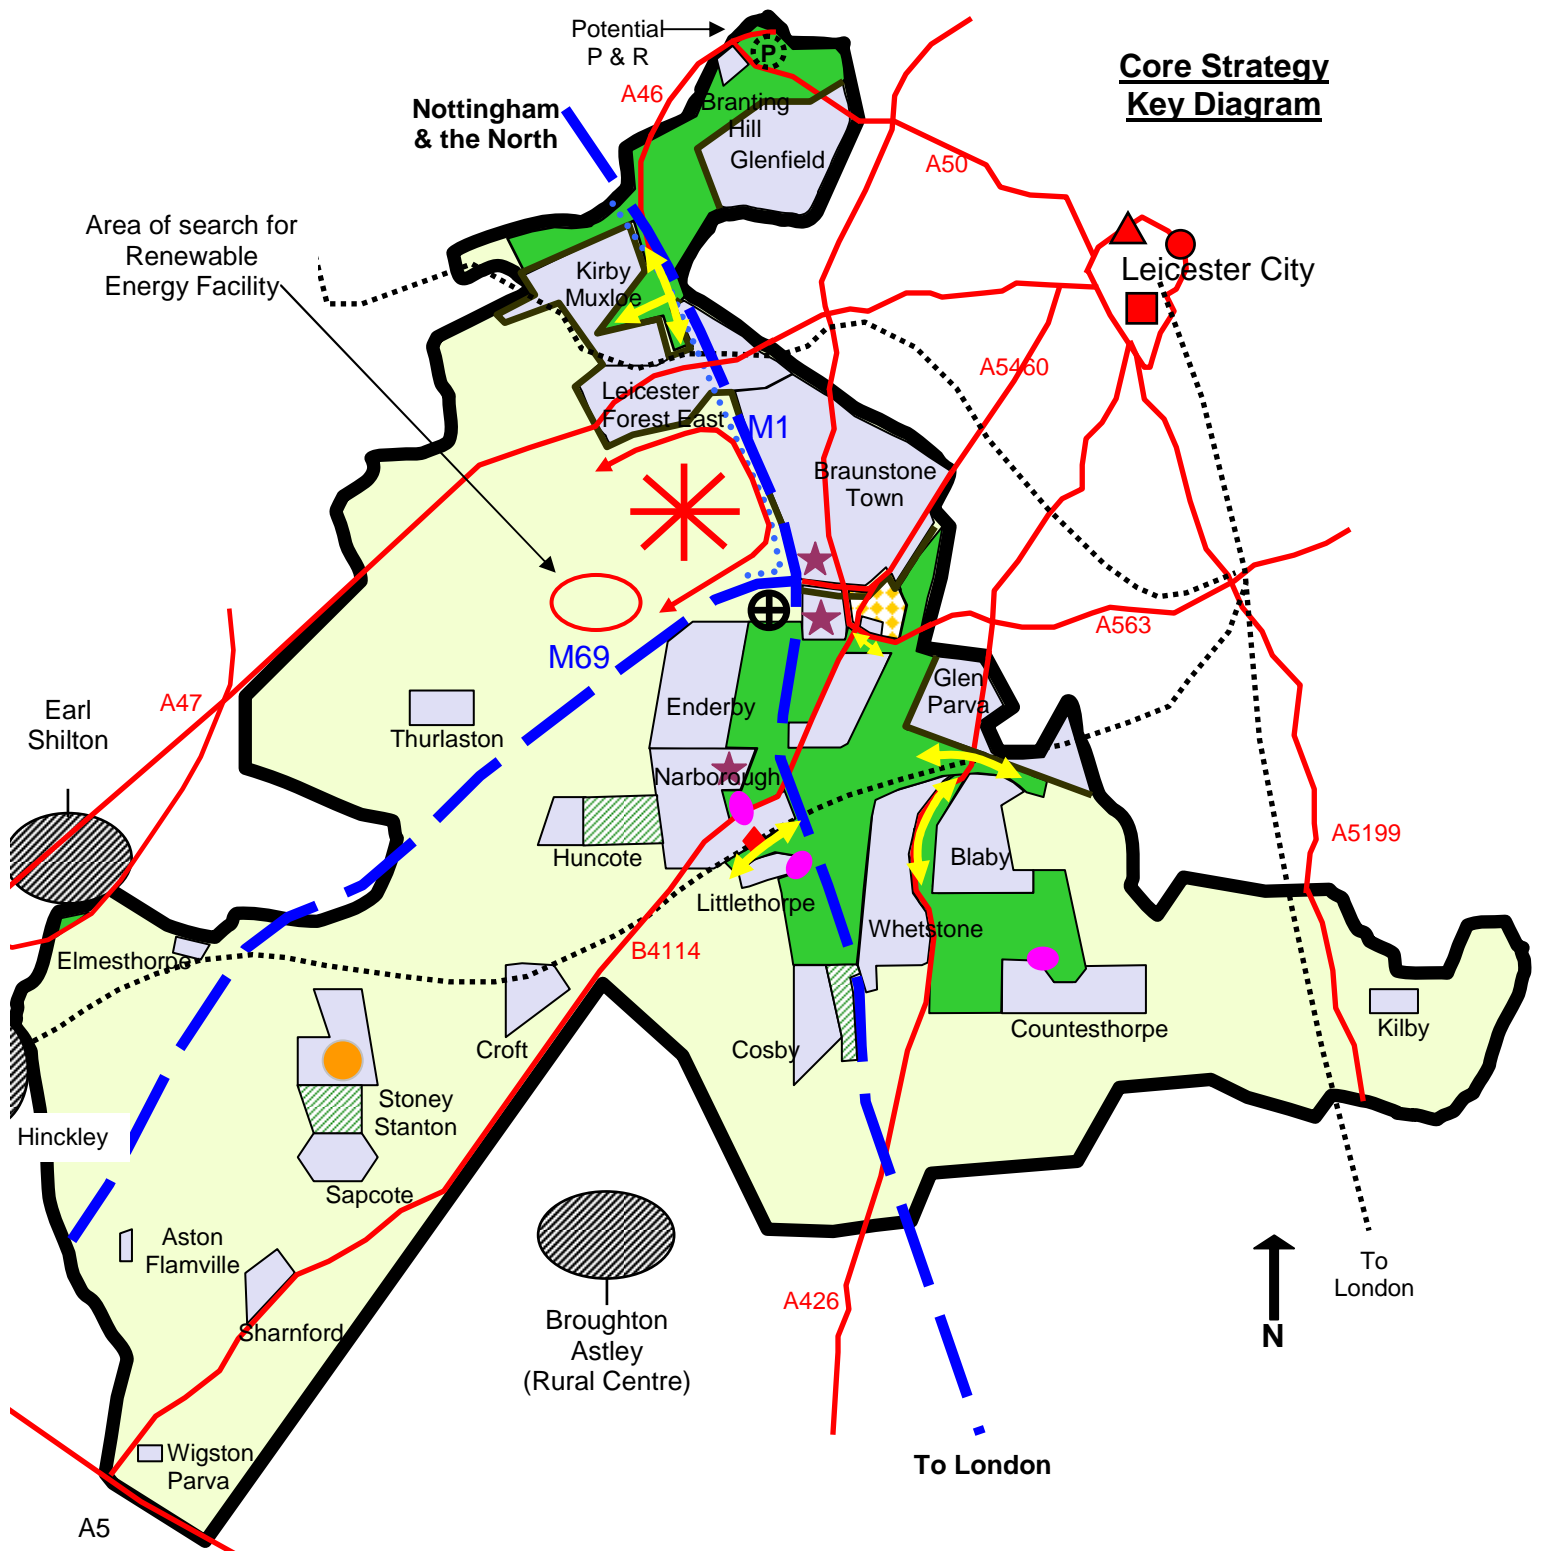 Potential
P & R
P
Core Strategy
Key Diagram
A46
Nottingham
& the North
Branting
Hill
Glenfield
A50
Area of search for
Renewable
Energy Facility
Kirby
Muxloe
Leicester City
A5460
Leicester
Forest East
M1
Braunstone
Town
A563
M69
Earl
Shilton
A47
Thurlaston
Enderby
Glen
Parva
Narborough
Huncote
Blaby
A5199
Littlethorpe
Whetstone
B4114
Elmesthorpe
Croft
Cosby
Countesthorpe
Kilby
Hinckley
Stoney
Stanton
Sapcote
Aston
Flamville
Sharnford
Broughton
Astley
(Rural Centre)
A426
To
London
N
Wigston
Parva
To London
A5